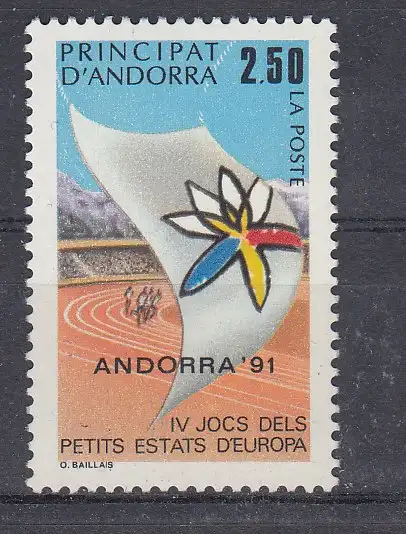 PRINCIPAT 2.50
D'ANDORRA
LA POSTE
ANDORRA '91
IV JOCS DELS
PETITS ESTATS D'EUROPA
O. BAILLAIS